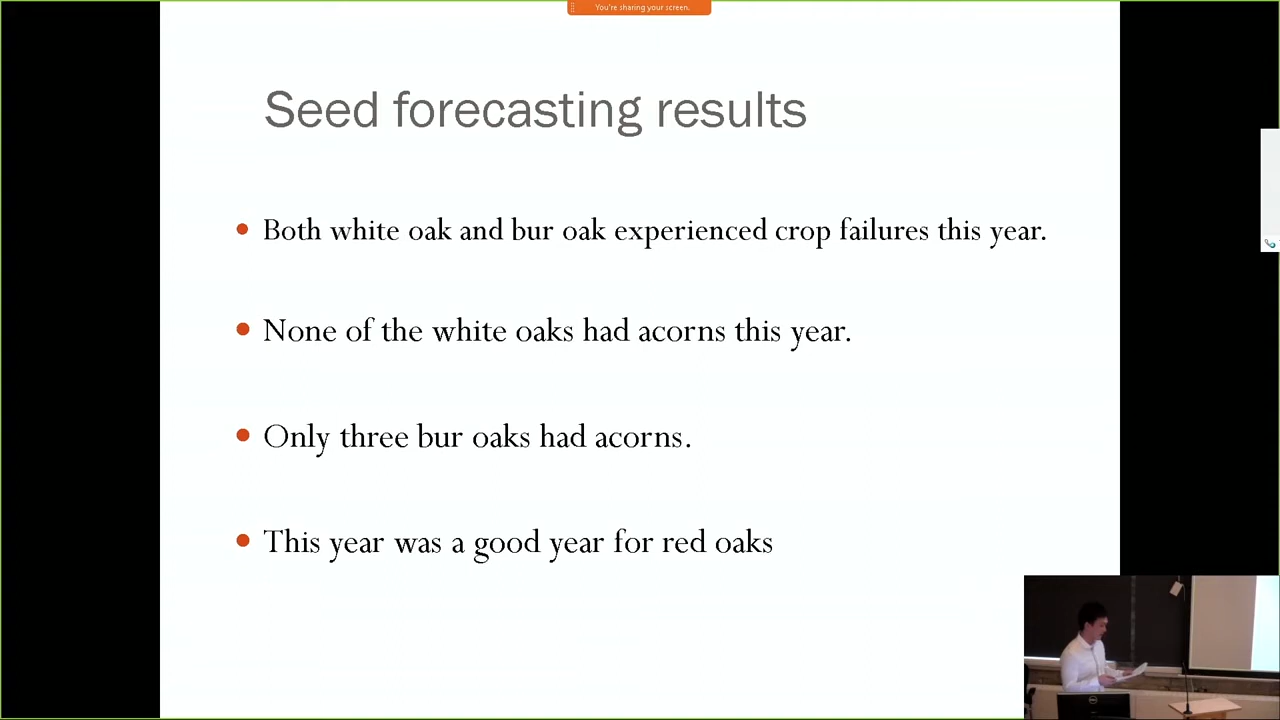 You're sharing your screen.
Seed forecasting results
Both white oak and bur oak experienced crop failures this year.
None of the white oaks had acorns this year.
Only three bur oaks had acorns.
This year was a good year for red oaks